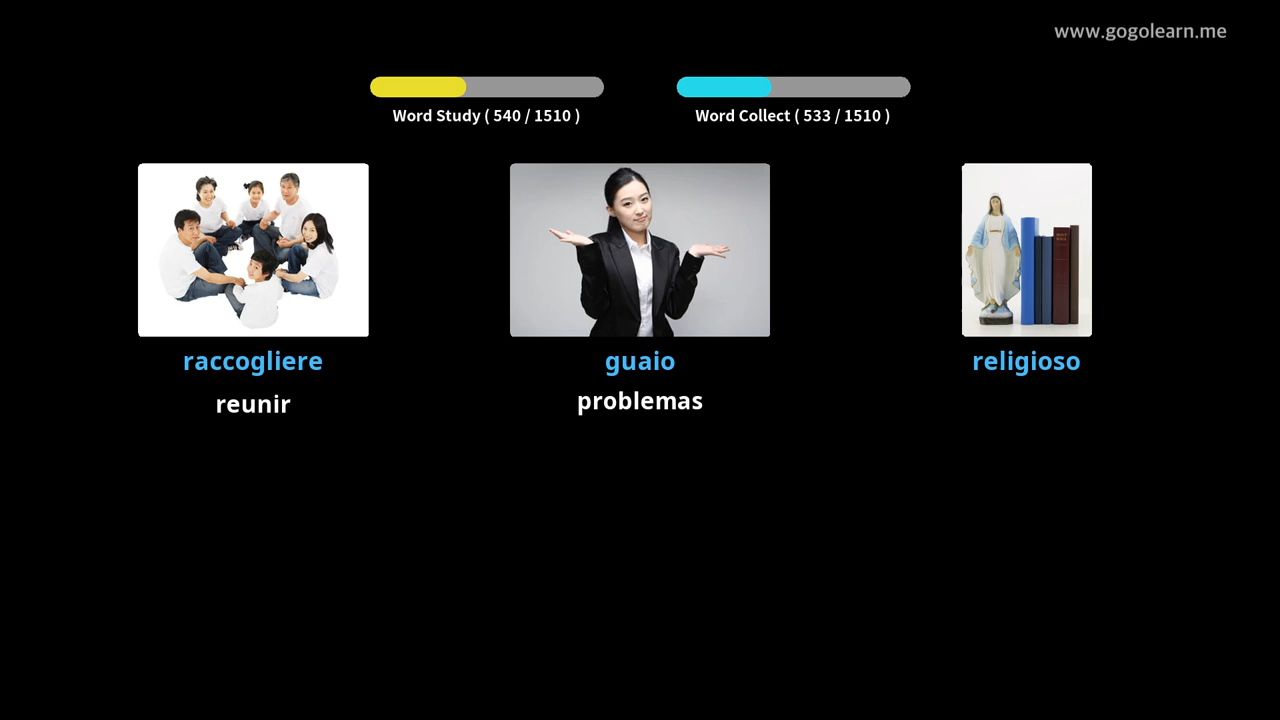 www.gogolearn.me
Word Study ( 540 / 1510 )
Word Collect ( 533 / 1510 )
raccogliere
guaio
religioso
reunir
problemas